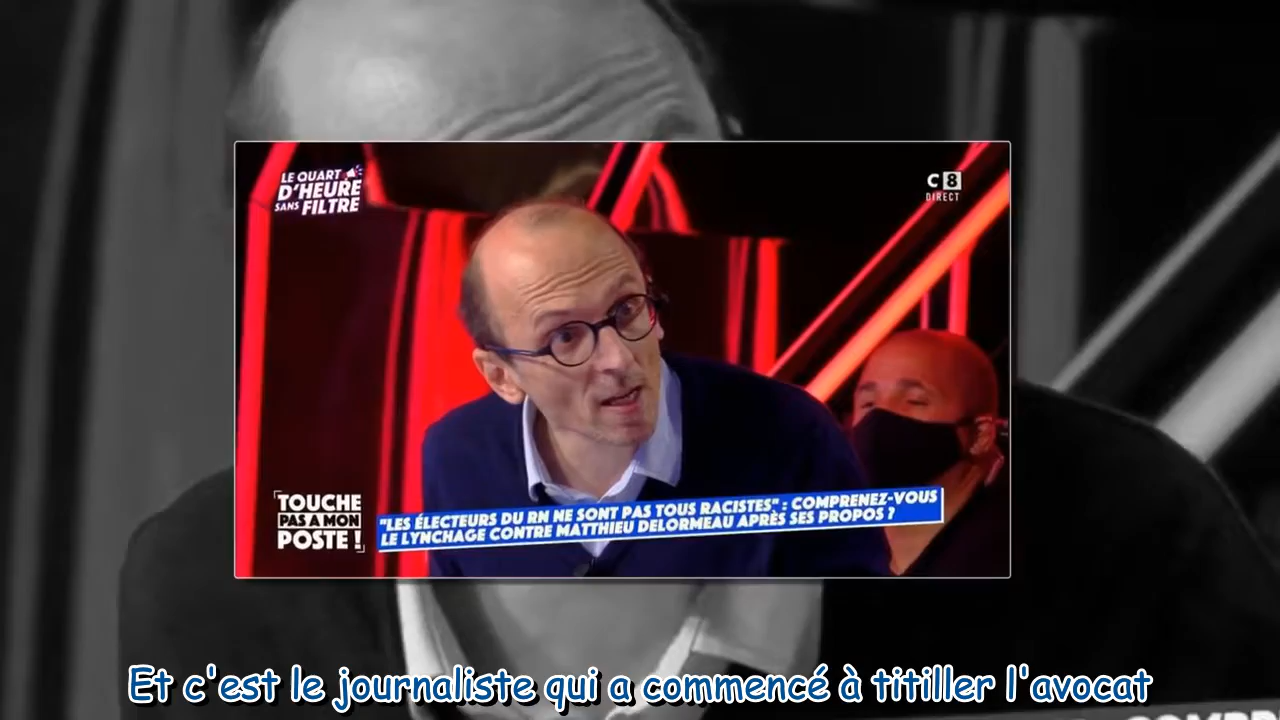 LE QUART
D'HEURE
SANS FILTRE
C8
DIRECT
TOUCHE
PAS A MON
POSTE !
"LES ÉLECTEURS DU RN NE SONT PAS TOUS RACISTES" : COMPRENEZ-VOUS
LE LYNCHAGE CONTRE MATTHIEU DELORMEAU APRÈS SES PROPOS ?
Et c'est le journaliste qui a commencé à titiller l'avocat